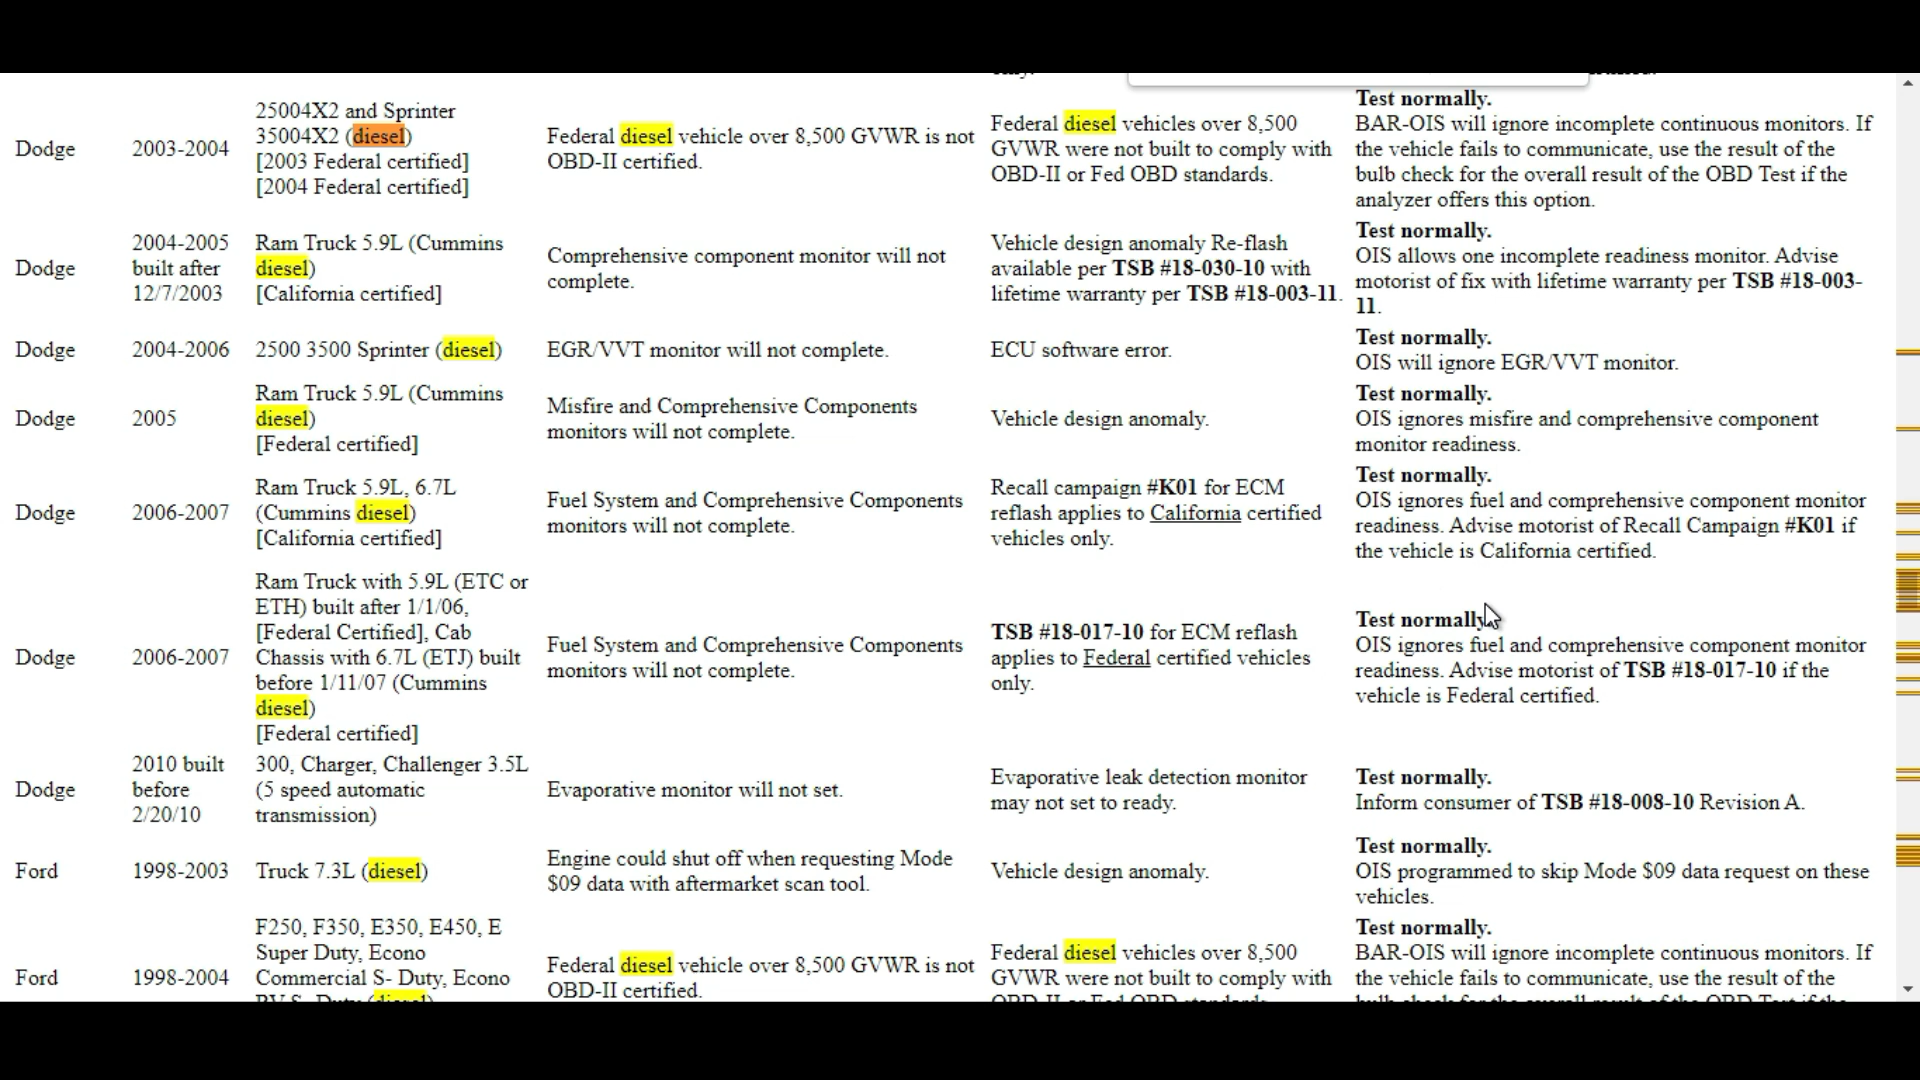 Dodge
2003-2004
25004X2 and Sprinter
35004X2 (diesel)
[2003 Federal certified]
[2004 Federal certified]
Federal diesel vehicle over 8,500 GVWR is not
OBD-II certified.
Federal diesel vehicles over 8,500
GVWR were not built to comply with
OBD-II or Fed OBD standards.
Test normally.
BAR-OIS will ignore incomplete continuous monitors. If
the vehicle fails to communicate, use the result of the
bulb check for the overall result of the OBD Test if the
analyzer offers this option.
Dodge
2004-2005
built after
12/7/2003
Ram Truck 5.9L (Cummins
diesel)
[California certified]
Comprehensive component monitor will not
complete.
Vehicle design anomaly Re-flash
available per TSB #18-030-10 with
lifetime warranty per TSB #18-003-11.
Test normally.
OIS allows one incomplete readiness monitor. Advise
motorist of fix with lifetime warranty per TSB #18-003-
11.
Dodge
2004-2006
2500 3500 Sprinter (diesel)
EGR/VVT monitor will not complete.
ECU software error.
Test normally.
OIS will ignore EGR/VVT monitor.
Dodge
2005
Ram Truck 5.9L (Cummins
diesel)
[Federal certified]
Misfire and Comprehensive Components
monitors will not complete.
Vehicle design anomaly.
Test normally.
OIS ignores misfire and comprehensive component
monitor readiness.
Dodge
2006-2007
Ram Truck 5.9L, 6.7L
(Cummins diesel)
[California certified]
Fuel System and Comprehensive Components
monitors will not complete.
Recall campaign #K01 for ECM
reflash applies to California certified
vehicles only.
Test normally.
OIS ignores fuel and comprehensive component monitor
readiness. Advise motorist of Recall Campaign #K01 if
the vehicle is California certified.
Dodge
2006-2007
Ram Truck with 5.9L (ETC or
ETH) built after 1/1/06,
[Federal Certified], Cab
Chassis with 6.7L (ETJ) built
before 1/11/07 (Cummins
diesel)
[Federal certified]
Fuel System and Comprehensive Components
monitors will not complete.
TSB #18-017-10 for ECM reflash
applies to Federal certified vehicles
only.
Test normally.
OIS ignores fuel and comprehensive component monitor
readiness. Advise motorist of TSB #18-017-10 if the
vehicle is Federal certified.
Dodge
2010 built
before
2/20/10
300, Charger, Challenger 3.5L
(5 speed automatic
transmission)
Evaporative monitor will not set.
Evaporative leak detection monitor
may not set to ready.
Test normally.
Inform consumer of TSB #18-008-10 Revision A.
Ford
1998-2003
Truck 7.3L (diesel)
Engine could shut off when requesting Mode
$09 data with aftermarket scan tool.
Vehicle design anomaly.
Test normally.
OIS programmed to skip Mode $09 data request on these
vehicles.
Ford
1998-2004
F250, F350, E350, E450, E
Super Duty, Econo
Commercial S- Duty, Econo
RV S- Duty (diesel)
Federal diesel vehicle over 8,500 GVWR is not
OBD-II certified.
Federal diesel vehicles over 8,500
GVWR were not built to comply with
OBD-II or Fed OBD standards.
Test normally.
BAR-OIS will ignore incomplete continuous monitors. If
the vehicle fails to communicate, use the result of the
bulb check for the overall result of the OBD Test if the